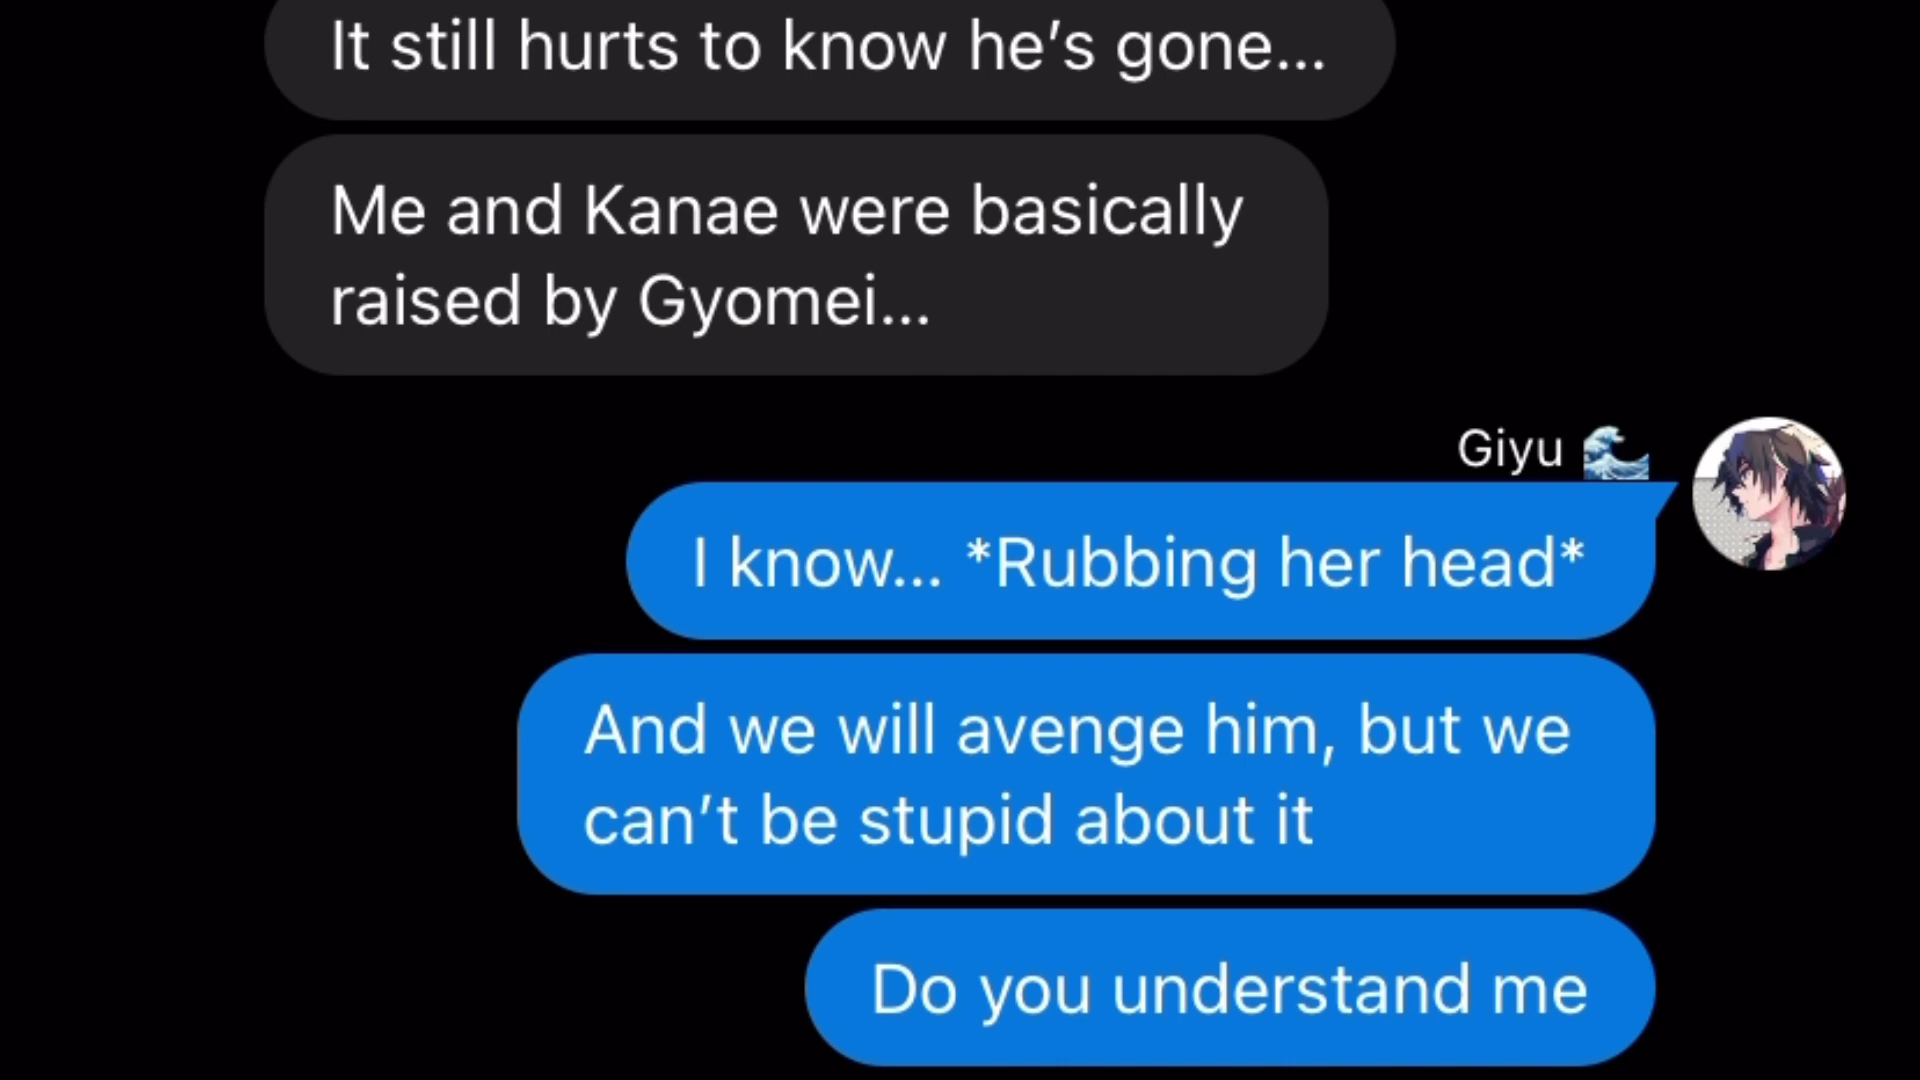 It still hurts to know he’s gone...
Me and Kanae were basically
raised by Gyomei...
Giyu 🌊
I know... *Rubbing her head*
And we will avenge him, but we
can’t be stupid about it
Do you understand me